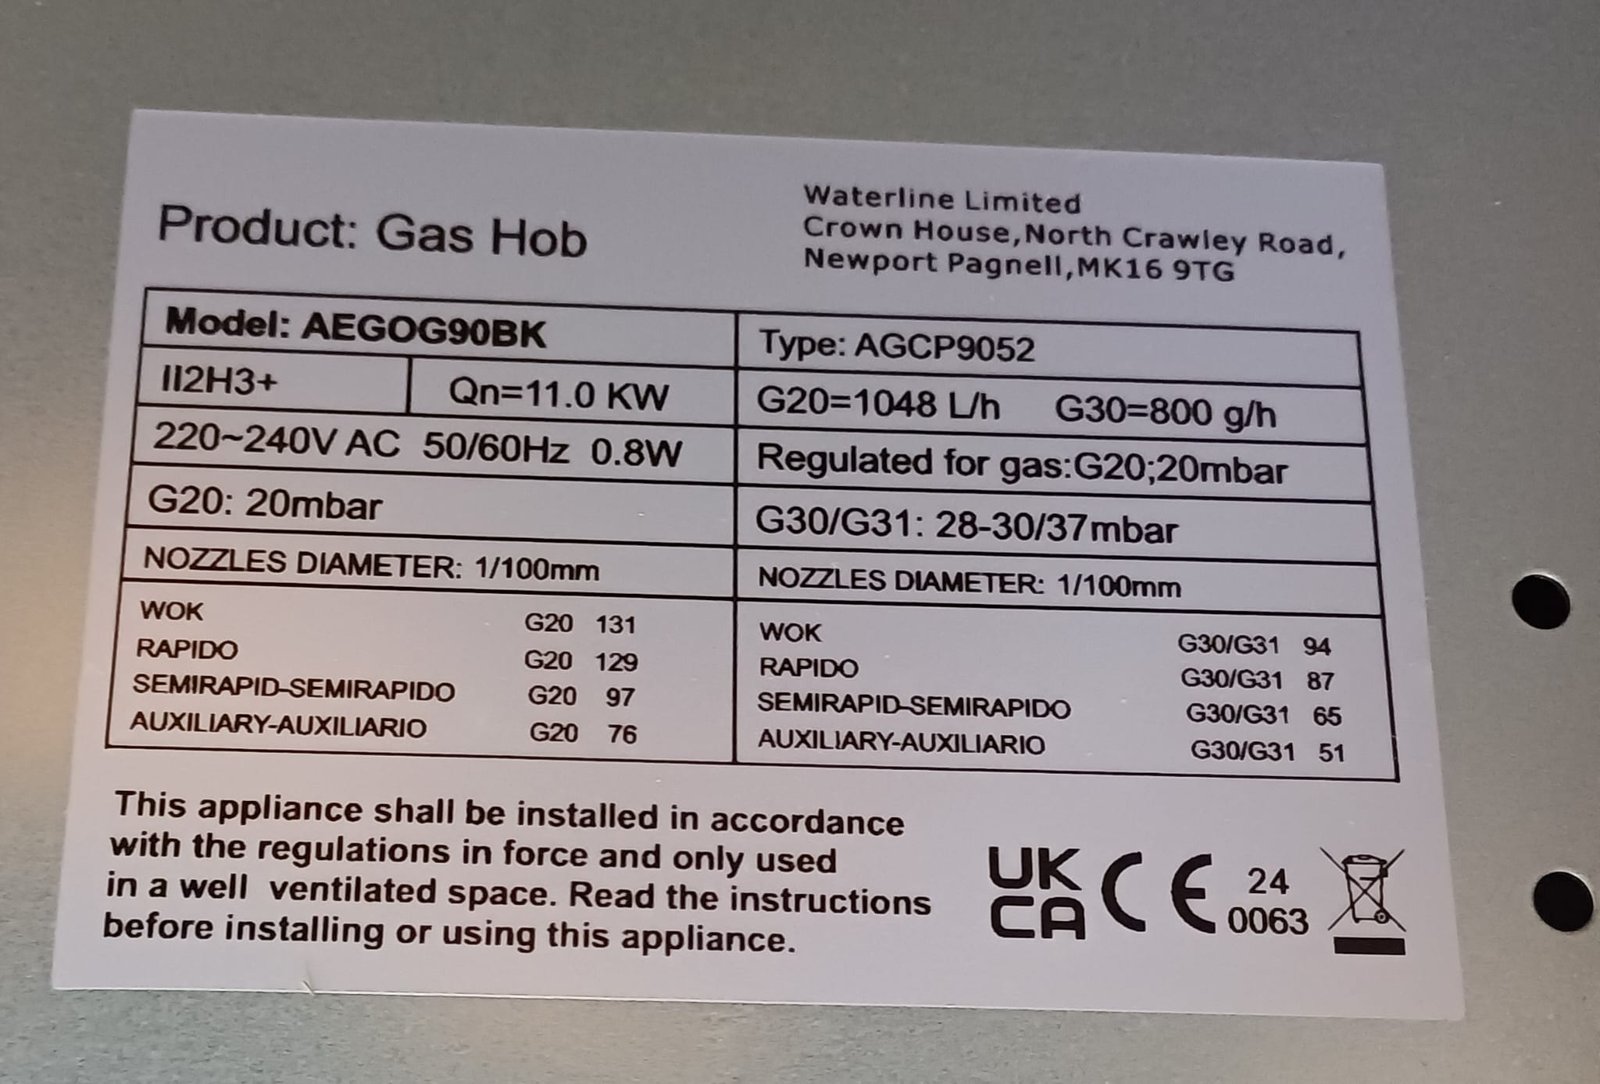 Product: Gas Hob
Waterline Limited
Crown House,North Crawley Road,
Newport Pagnell,MK16 9TG
Model: AEGOG90BK
Type: AGCP9052
II2H3+ Qn=11.0 KW
G20=1048 L/h G30=800 g/h
220~240V AC 50/60Hz 0.8W
Regulated for gas:G20;20mbar
G20: 20mbar
G30/G31: 28-30/37mbar
NOZZLES DIAMETER: 1/100mm
WOK G20 131
RAPIDO G20 129
SEMIRAPID-SEMIRAPIDO G20 97
AUXILIARY-AUXILIARIO G20 76
NOZZLES DIAMETER: 1/100mm
WOK G30/G31 94
RAPIDO G30/G31 87
SEMIRAPID-SEMIRAPIDO G30/G31 65
AUXILIARY-AUXILIARIO G30/G31 51
This appliance shall be installed in accordance
with the regulations in force and only used
in a well ventilated space. Read the instructions
before installing or using this appliance.
UK
CA
CE
24
0063